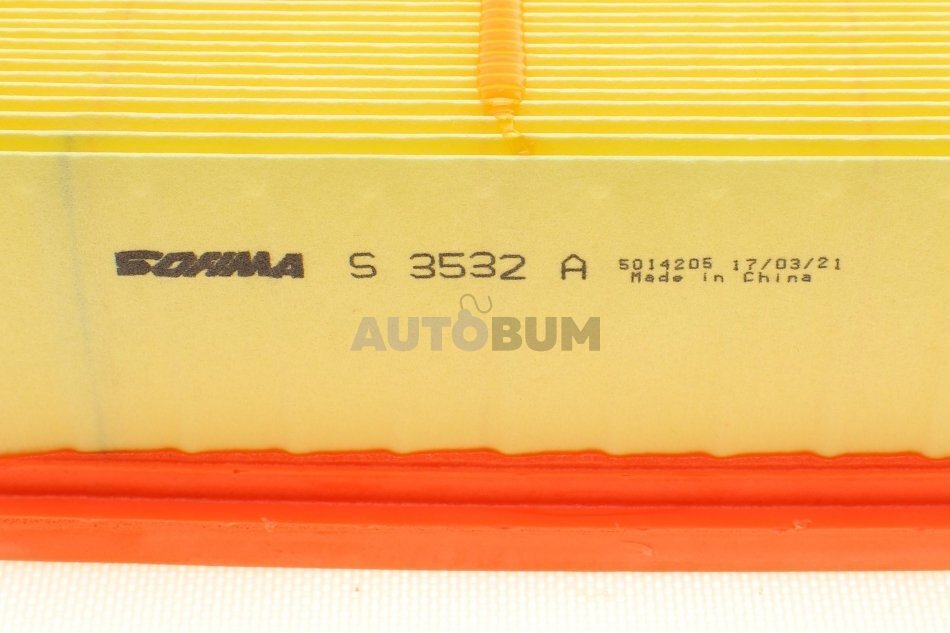 SOFIMA S 3532 A 5014205 17/03/21
Made in China
AUTOBUM